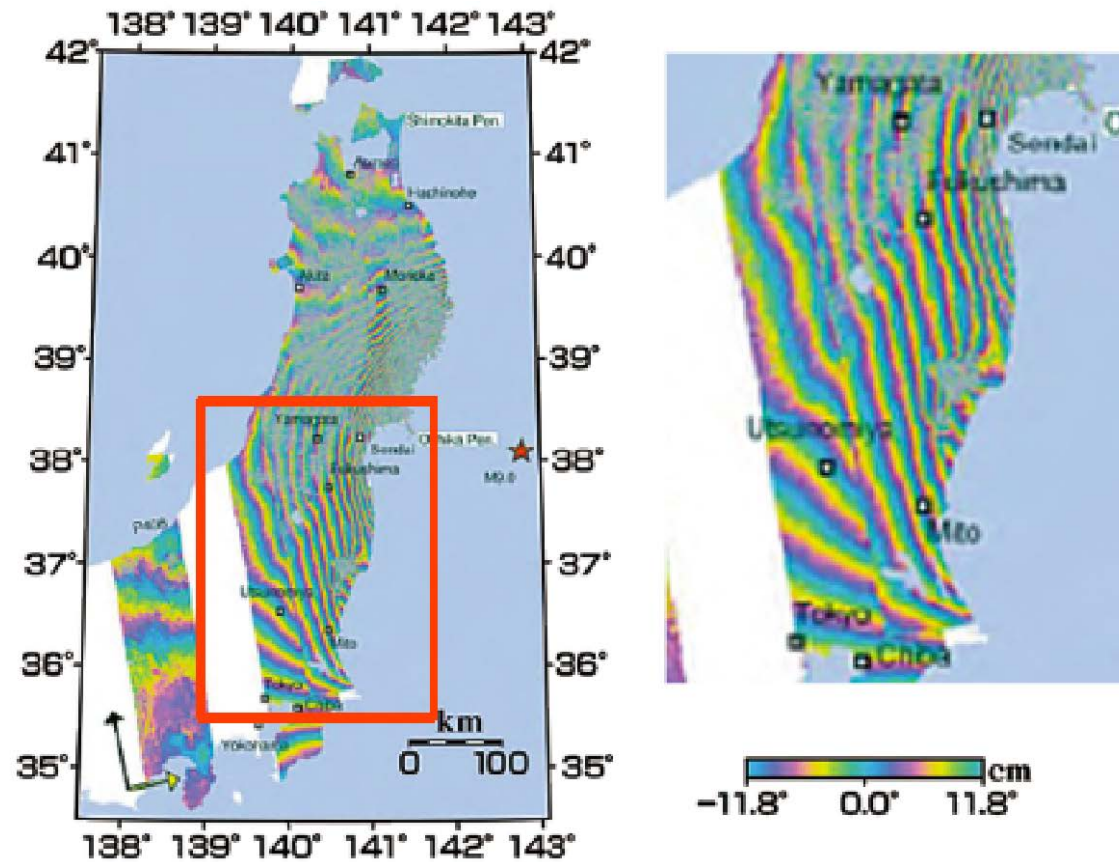 138° 139° 140° 141° 142° 143°
42°
41°
40°
39°
38°
37°
36°
35°
42°
41°
40°
39°
38°
37°
36°
35°
138° 139° 140° 141° 142° 143°
Shimokita Pen.
Hachinohe
Akita
Morioka
Yamagata
Sendai
Fukushima
M9.0
P406
Utsunomiya
Mito
Tokyo
Chiba
Yokohama
km
0 100
Yamagata
Sendai
Fukushima
Utsunomiya
Mito
Tokyo
Chiba
cm
-11.8° 0.0° 11.8°